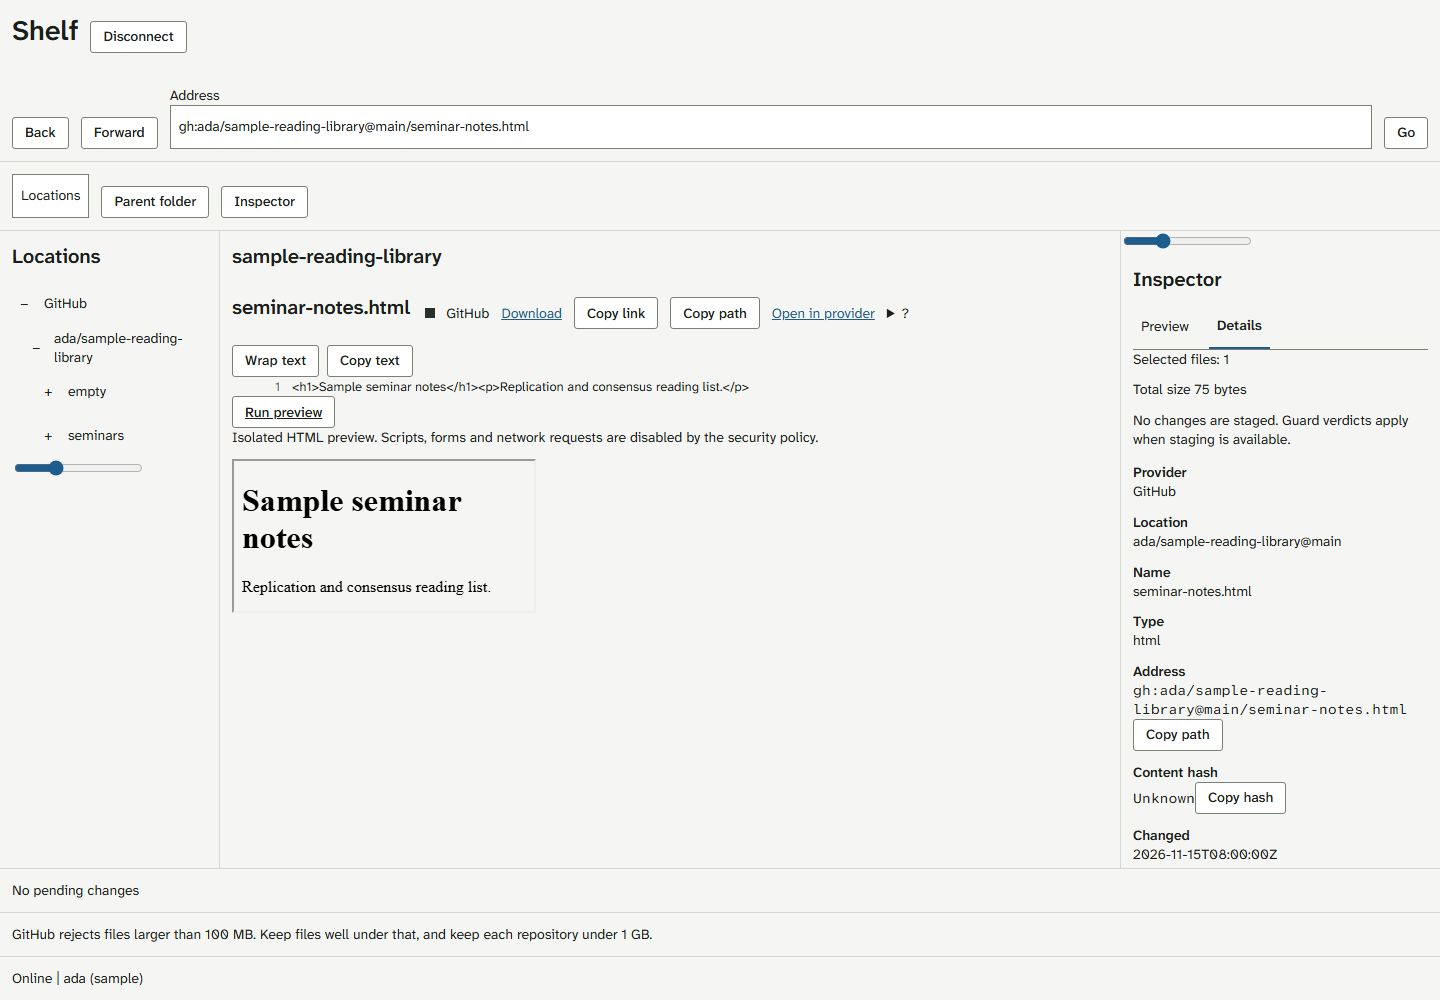 Shelf
Disconnect
Address
Back
Forward
gh:ada/sample-reading-library@main/seminar-notes.html
Go
Locations
Parent folder
Inspector
Locations
– GitHub
– ada/sample-reading-
library
+ empty
+ seminars
sample-reading-library
seminar-notes.html
GitHub
Download
Copy link
Copy path
Open in provider
?
Wrap text
Copy text
1 <h1>Sample seminar notes</h1><p>Replication and consensus reading list.</p>
Run preview
Isolated HTML preview. Scripts, forms and network requests are disabled by the security policy.
Sample seminar
notes
Replication and consensus reading list.
Inspector
Preview
Details
Selected files: 1
Total size 75 bytes
No changes are staged. Guard verdicts apply
when staging is available.
Provider
GitHub
Location
ada/sample-reading-library@main
Name
seminar-notes.html
Type
html
Address
gh:ada/sample-reading-
library@main/seminar-notes.html
Copy path
Content hash
Unknown
Copy hash
Changed
2026-11-15T08:00:00Z
No pending changes
GitHub rejects files larger than 100 MB. Keep files well under that, and keep each repository under 1 GB.
Online | ada (sample)